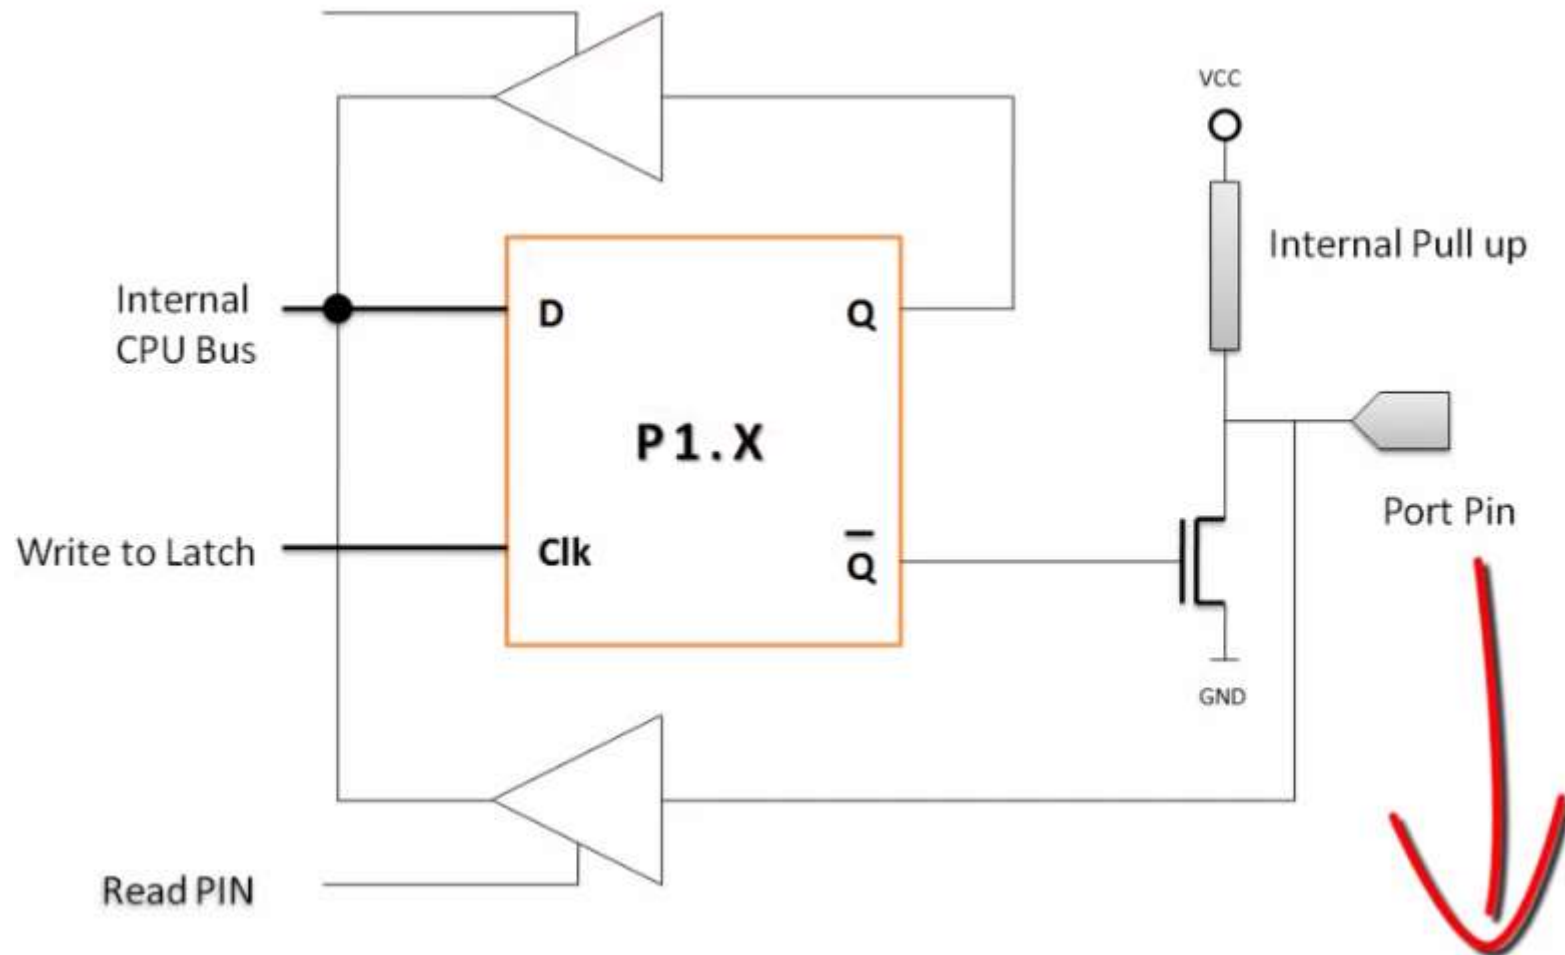 VCC
Internal Pull up
Internal
CPU Bus
D
Q
P1.X
Port Pin
Write to Latch
Clk
Q̅
GND
Read PIN